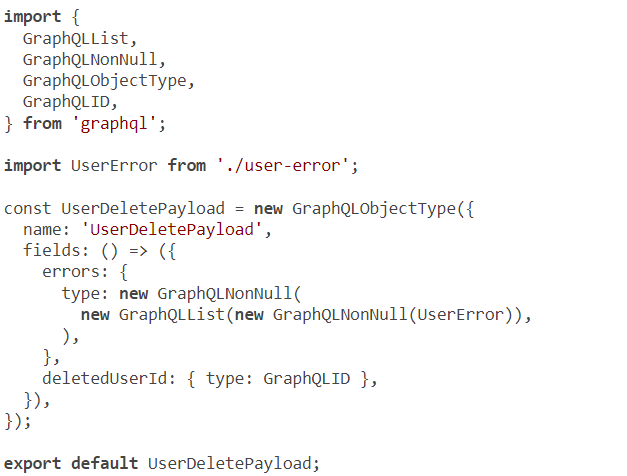 import {
  GraphQLList,
  GraphQLNonNull,
  GraphQLObjectType,
  GraphQLID,
} from 'graphql';

import UserError from './user-error';

const UserDeletePayload = new GraphQLObjectType({
  name: 'UserDeletePayload',
  fields: () => ({
    errors: {
      type: new GraphQLNonNull(
        new GraphQLList(new GraphQLNonNull(UserError)),
      ),
    },
    deletedUserId: { type: GraphQLID },
  }),
});

export default UserDeletePayload;